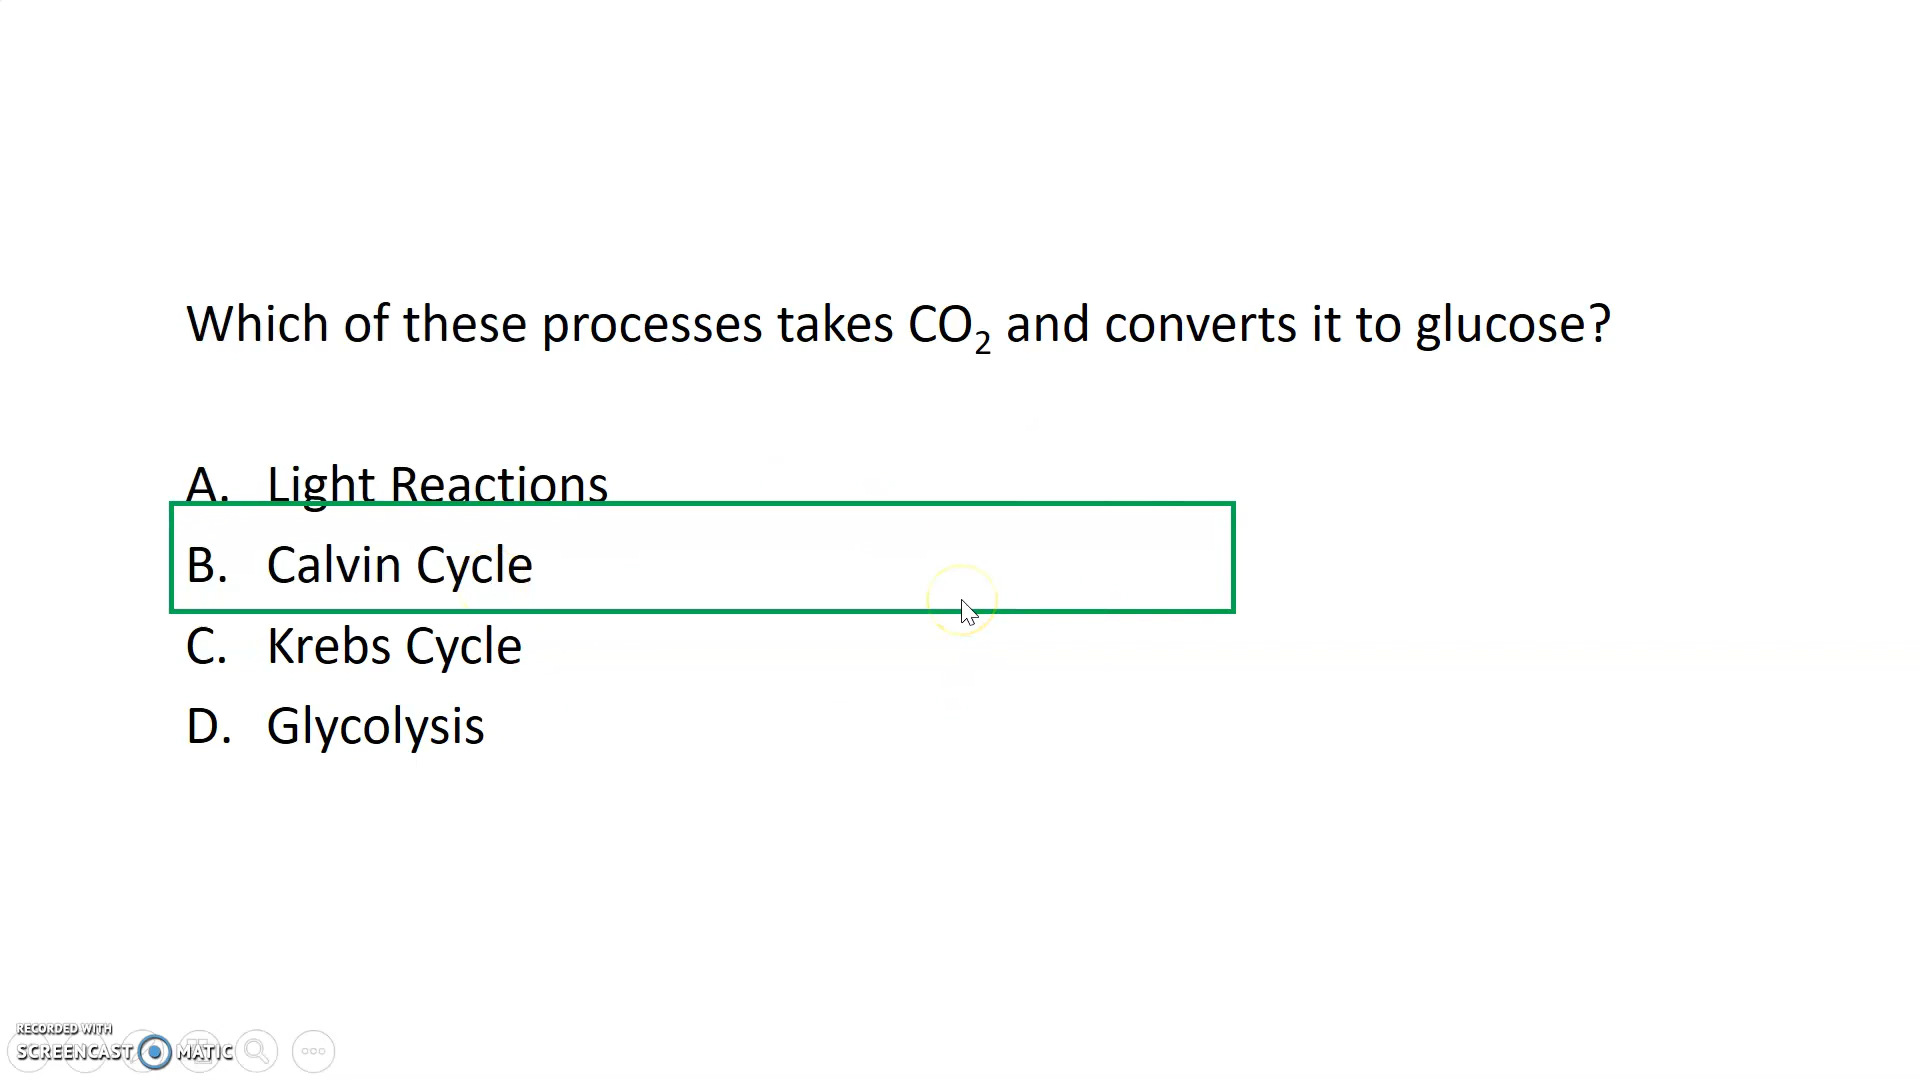 Which of these processes takes CO₂ and converts it to glucose?
A. Light Reactions
B. Calvin Cycle
C. Krebs Cycle
D. Glycolysis
RECORDED WITH
SCREENCAST MATIC